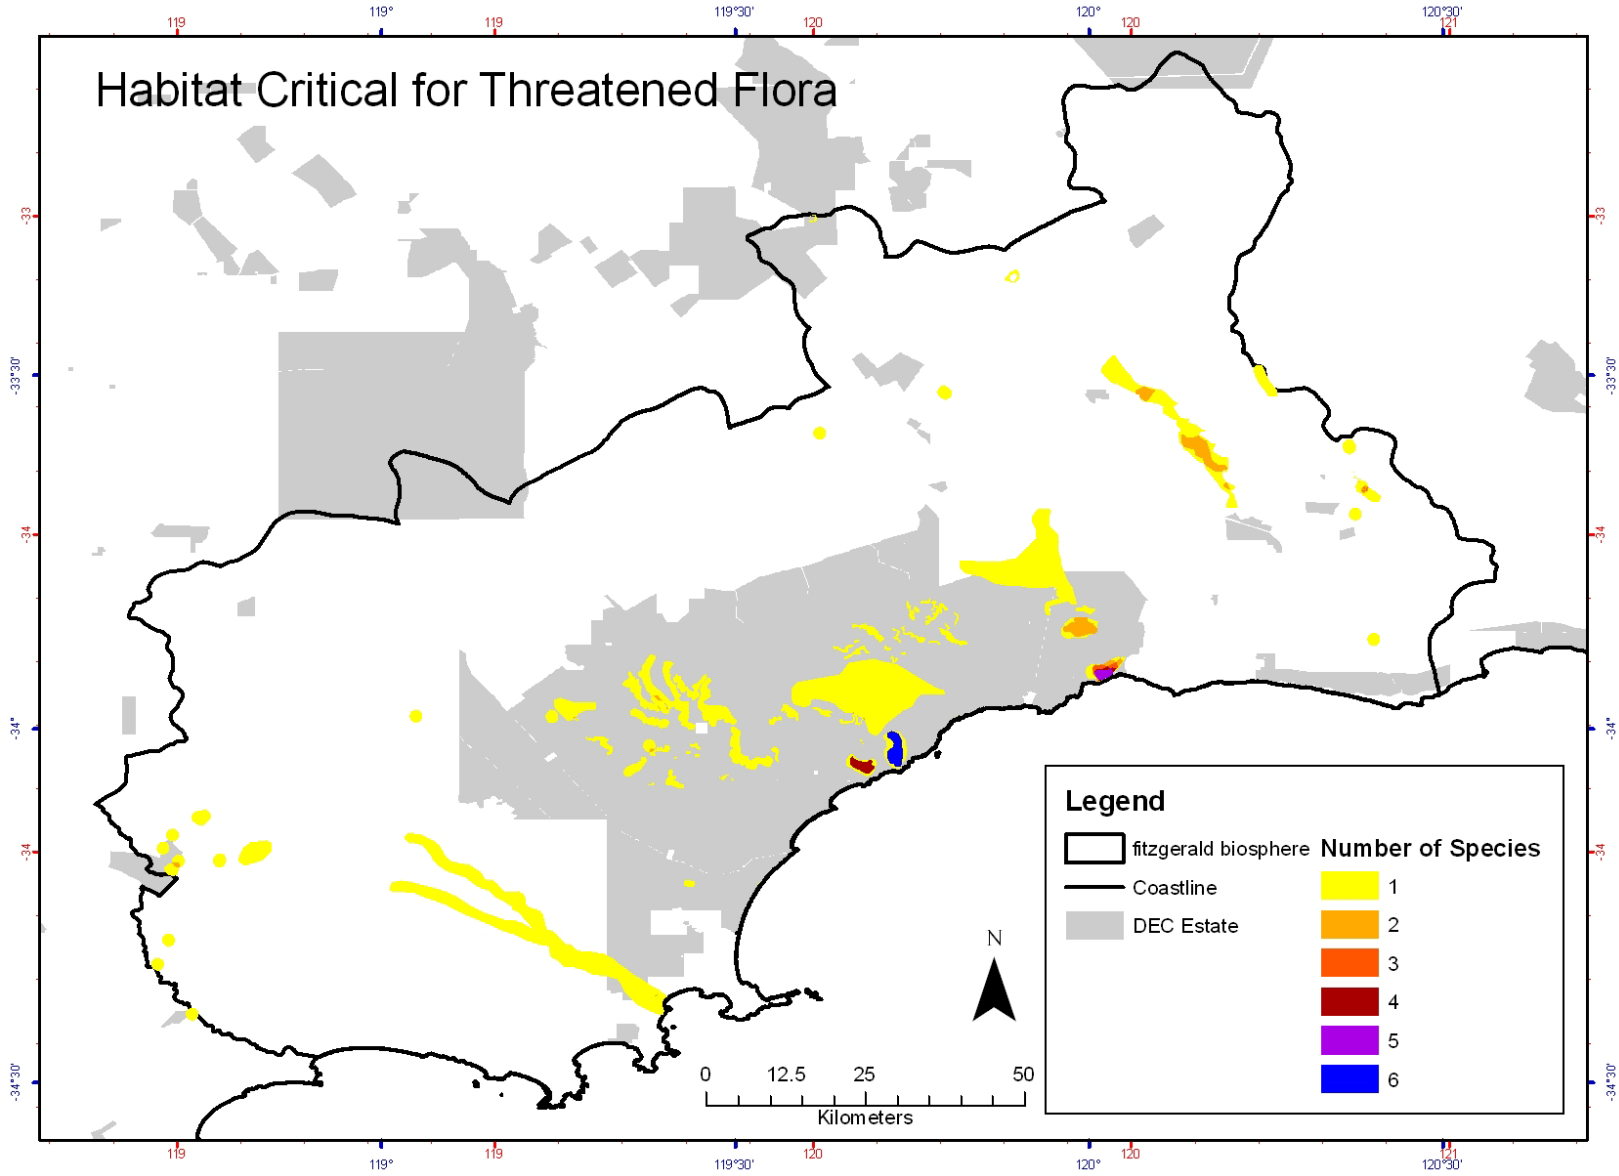 119 119° 119 119°30' 120 120° 120 120°30' 121
Habitat Critical for Threatened Flora
-33 -33
-33°30' -33°30'
-34 -34
-34° -34°
-34 -34
-34°30' -34°30'
Legend
fitzgerald biosphere
Coastline
DEC Estate
Number of Species
1
2
3
4
5
6
N
0 12.5 25 50
Kilometers
119 119° 119 119°30' 120 120° 120 120°30' 121